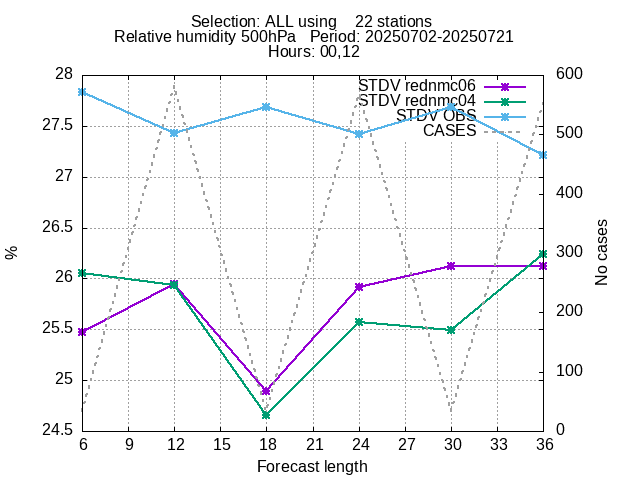 Selection: ALL using    22 stations
Relative humidity 500hPa   Period: 20250702-20250721
Hours: 00,12
28
27.5
27
26.5
26
25.5
25
24.5
%
600
500
400
300
200
100
0
No cases
STDV rednmc06
STDV rednmc04
STDV OBS
CASES
6 9 12 15 18 21 24 27 30 33 36
Forecast length